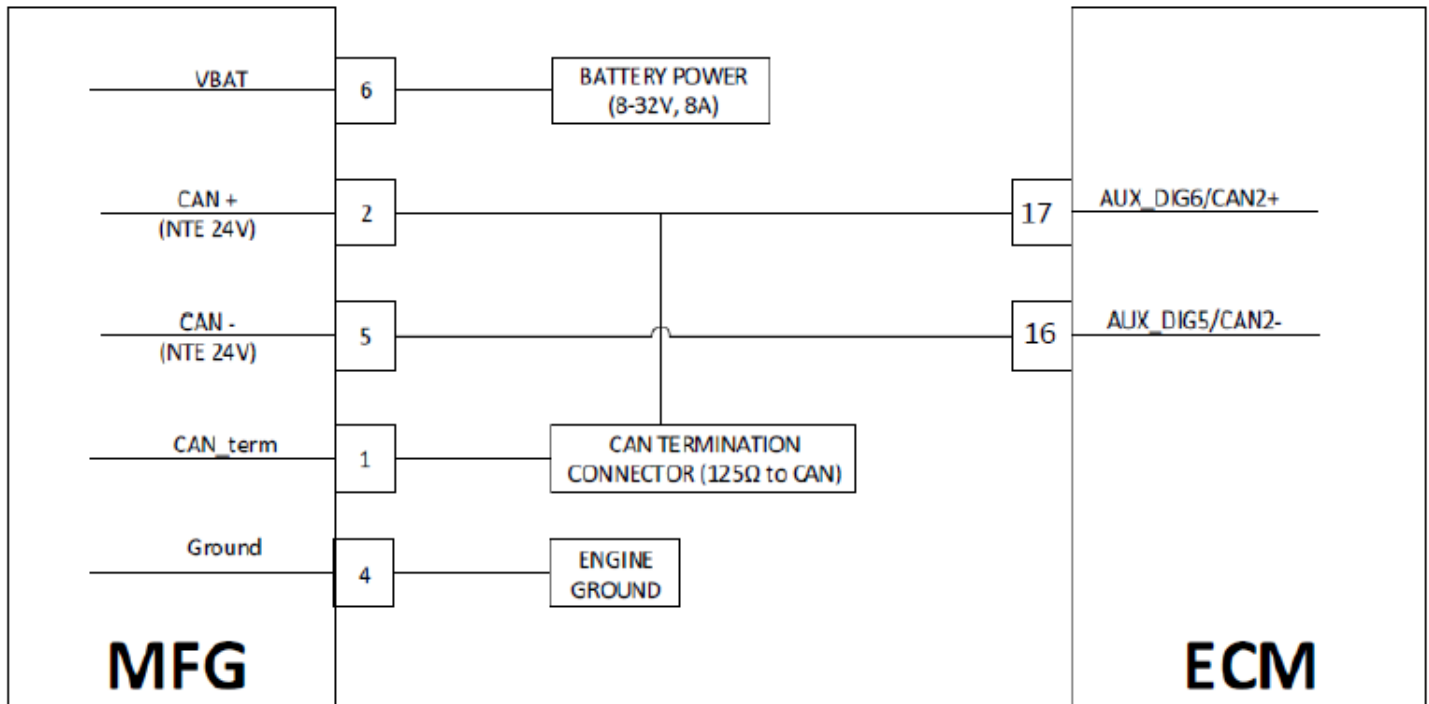 VBAT
6
BATTERY POWER
(8-32V, 8A)
CAN +
(NTE 24V)
2
17
AUX_DIG6/CAN2+
CAN -
(NTE 24V)
5
16
AUX_DIG5/CAN2-
CAN_term
1
CAN TERMINATION
CONNECTOR (125Ω to CAN)
Ground
4
ENGINE
GROUND
MFG
ECM